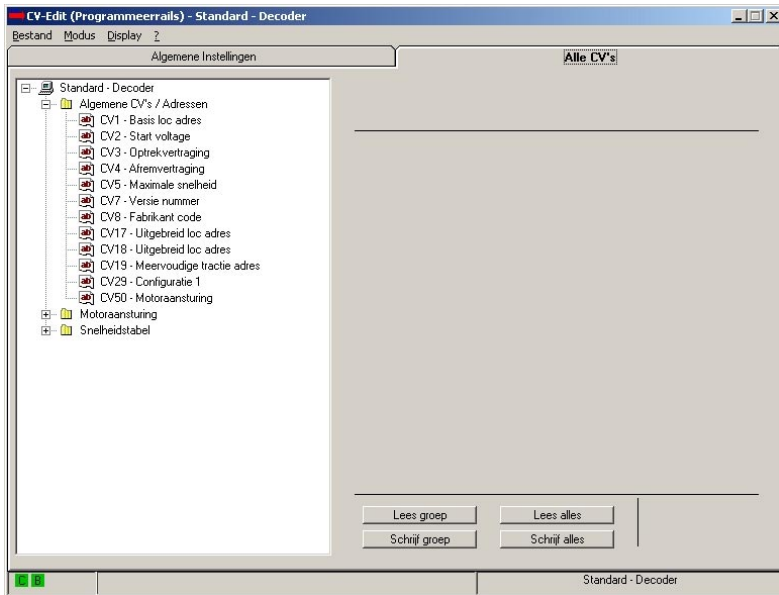 CV-Edit (Programmeerrails) - Standard - Decoder
Bestand Modus Display ?
Algemene Instellingen
Alle CV's
Standard - Decoder
Algemene CV's / Adressen
CV1 - Basis loc adres
CV2 - Start voltage
CV3 - Optrekvertraging
CV4 - Afremvertraging
CV5 - Maximale snelheid
CV7 - Versie nummer
CV8 - Fabrikant code
CV17 - Uitgebreid loc adres
CV18 - Uitgebreid loc adres
CV19 - Meervoudige tractie adres
CV29 - Configuratie 1
CV50 - Motoraansturing
Motoraansturing
Snelheidstabel
Lees groep Lees alles
Schrijf groep Schrijf alles
C B Standard - Decoder